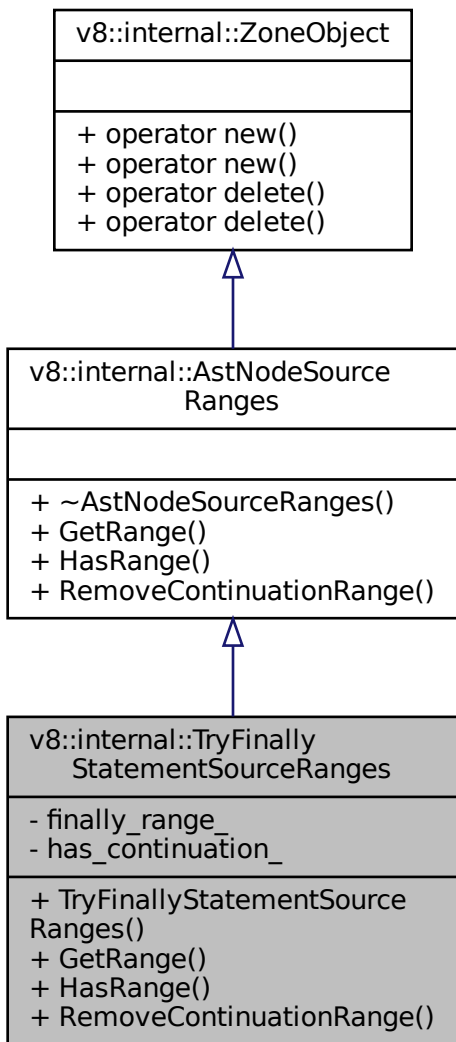 v8::internal::ZoneObject
+ operator new()
+ operator new()
+ operator delete()
+ operator delete()
v8::internal::AstNodeSource
Ranges
+ ~AstNodeSourceRanges()
+ GetRange()
+ HasRange()
+ RemoveContinuationRange()
v8::internal::TryFinally
StatementSourceRanges
- finally_range_
- has_continuation_
+ TryFinallyStatementSource
Ranges()
+ GetRange()
+ HasRange()
+ RemoveContinuationRange()